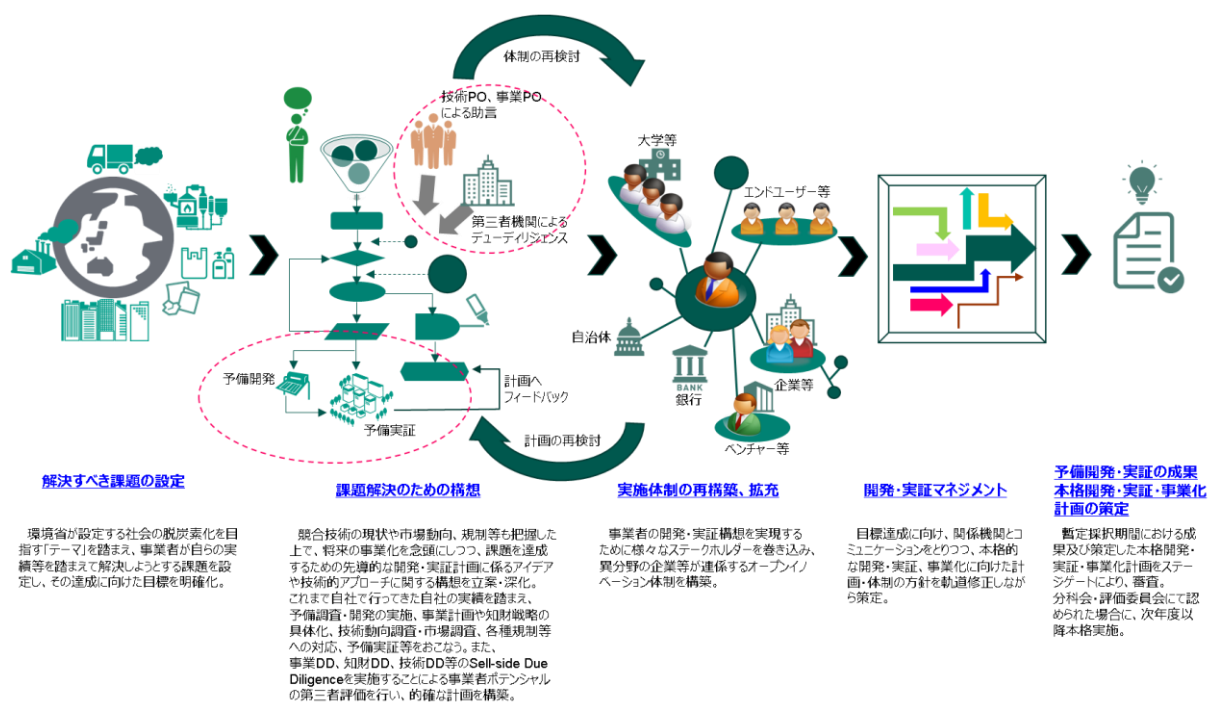 体制の再検討
技術PO、事業PO
による助言
第三者機関による
デューディリジェンス
大学等
エンドユーザー等
自治体
BANK
銀行
企業等
ベンチャー等
予備開発
予備実証
計画へ
フィードバック
計画の再検討
解決すべき課題の設定
環境省が設定する社会の脱炭素化を目
指す「テーマ」を踏まえ、事業者が自らの実
績等を踏まえて解決しようとする課題を設
定し、その達成に向けた目標を明確化。
課題解決のための構想
競合技術の現状や市場動向、規制等も把握した
上で、将来の事業化を念頭にしつつ、課題を達成
するための先導的な開発・実証計画に係るアイデア
や技術的アプローチに関する構想を立案・深化。
これまで自社で行ってきた自社の実績を踏まえ、
予備調査・開発の実施、事業計画や知財戦略の
具体化、技術動向調査・市場調査、各種規制等
への対応、予備実証等をおこなう。また、
事業DD、知財DD、技術DD等のSell-side Due
Diligenceを実施することによる事業者ポテンシャル
の第三者評価を行い、的確な計画を構築。
実施体制の再構築、拡充
事業者の開発・実証構想を実現する
ために様々なステークホルダーを巻き込み、
異分野の企業等が連係するオープンイノ
ベーション体制を構築。
開発・実証マネジメント
目標達成に向け、関係機関とコ
ミュニケーションをとりつつ、本格的
な開発・実証、事業化に向けた計
画・体制の方針を軌道修正しなが
ら策定。
予備開発・実証の成果
本格開発・実証・事業化
計画の策定
暫定採択期間における成
果及び策定した本格開発・
実証・事業化計画をステー
ジゲートにより、審査。
分科会・評価委員会にて認
められた場合に、次年度以
降本格実施。